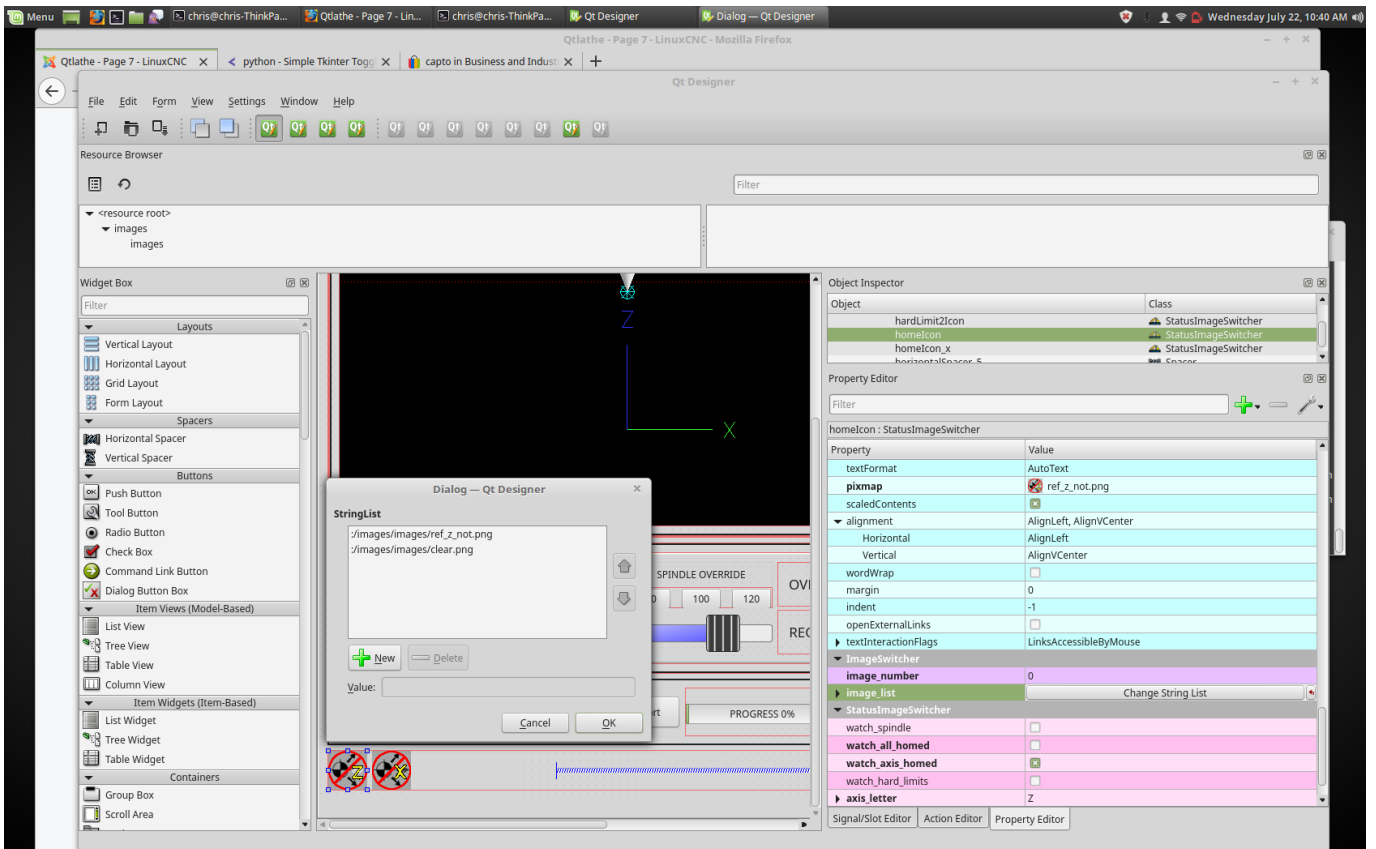 Menu chris@chris-ThinkPa... Qtlathe - Page 7 - Lin... chris@chris-ThinkPa... Qt Designer Dialog — Qt Designer Wednesday July 22, 10:40 AM
Qtlathe - Page 7 - LinuxCNC - Mozilla Firefox
Qtlathe - Page 7 - LinuxCNC python - Simple Tkinter Togg capto in Business and Indust
Qt Designer
File Edit Form View Settings Window Help
Resource Browser
Filter
<resource root>
images
images
Widget Box
Filter
Layouts
Vertical Layout
Horizontal Layout
Grid Layout
Form Layout
Spacers
Horizontal Spacer
Vertical Spacer
Buttons
Push Button
Tool Button
Radio Button
Check Box
Command Link Button
Dialog Button Box
Item Views (Model-Based)
List View
Tree View
Table View
Column View
Item Widgets (Item-Based)
List Widget
Tree Widget
Table Widget
Containers
Group Box
Scroll Area
Z
X
Dialog — Qt Designer
StringList
:/images/images/ref_z_not.png
:/images/images/clear.png
New Delete
Value:
Cancel OK
SPINDLE OVERRIDE
100 120
PROGRESS 0%
Z X
Object Inspector
Object Class
hardLimit2Icon StatusImageSwitcher
homeIcon StatusImageSwitcher
homeIcon_x StatusImageSwitcher
horizontalSpacer_5 Spacer
Property Editor
Filter
homeIcon : StatusImageSwitcher
Property Value
textFormat AutoText
pixmap ref_z_not.png
scaledContents
alignment AlignLeft, AlignVCenter
Horizontal AlignLeft
Vertical AlignVCenter
wordWrap
margin 0
indent -1
openExternalLinks
textInteractionFlags LinksAccessibleByMouse
ImageSwitcher
image_number 0
image_list Change String List
StatusImageSwitcher
watch_spindle
watch_all_homed
watch_axis_homed
watch_hard_limits
axis_letter Z
Signal/Slot Editor Action Editor Property Editor